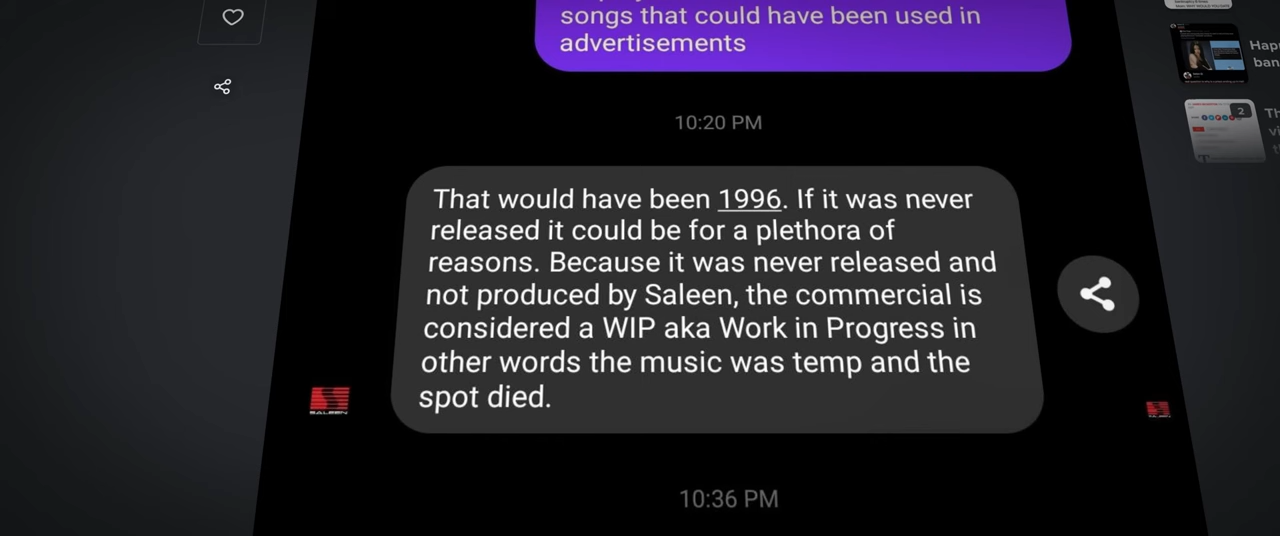 songs that could have been used in
advertisements
10:20 PM
That would have been 1996. If it was never
released it could be for a plethora of
reasons. Because it was never released and
not produced by Saleen, the commercial is
considered a WIP aka Work in Progress in
other words the music was temp and the
spot died.
SALEEN
10:36 PM
2